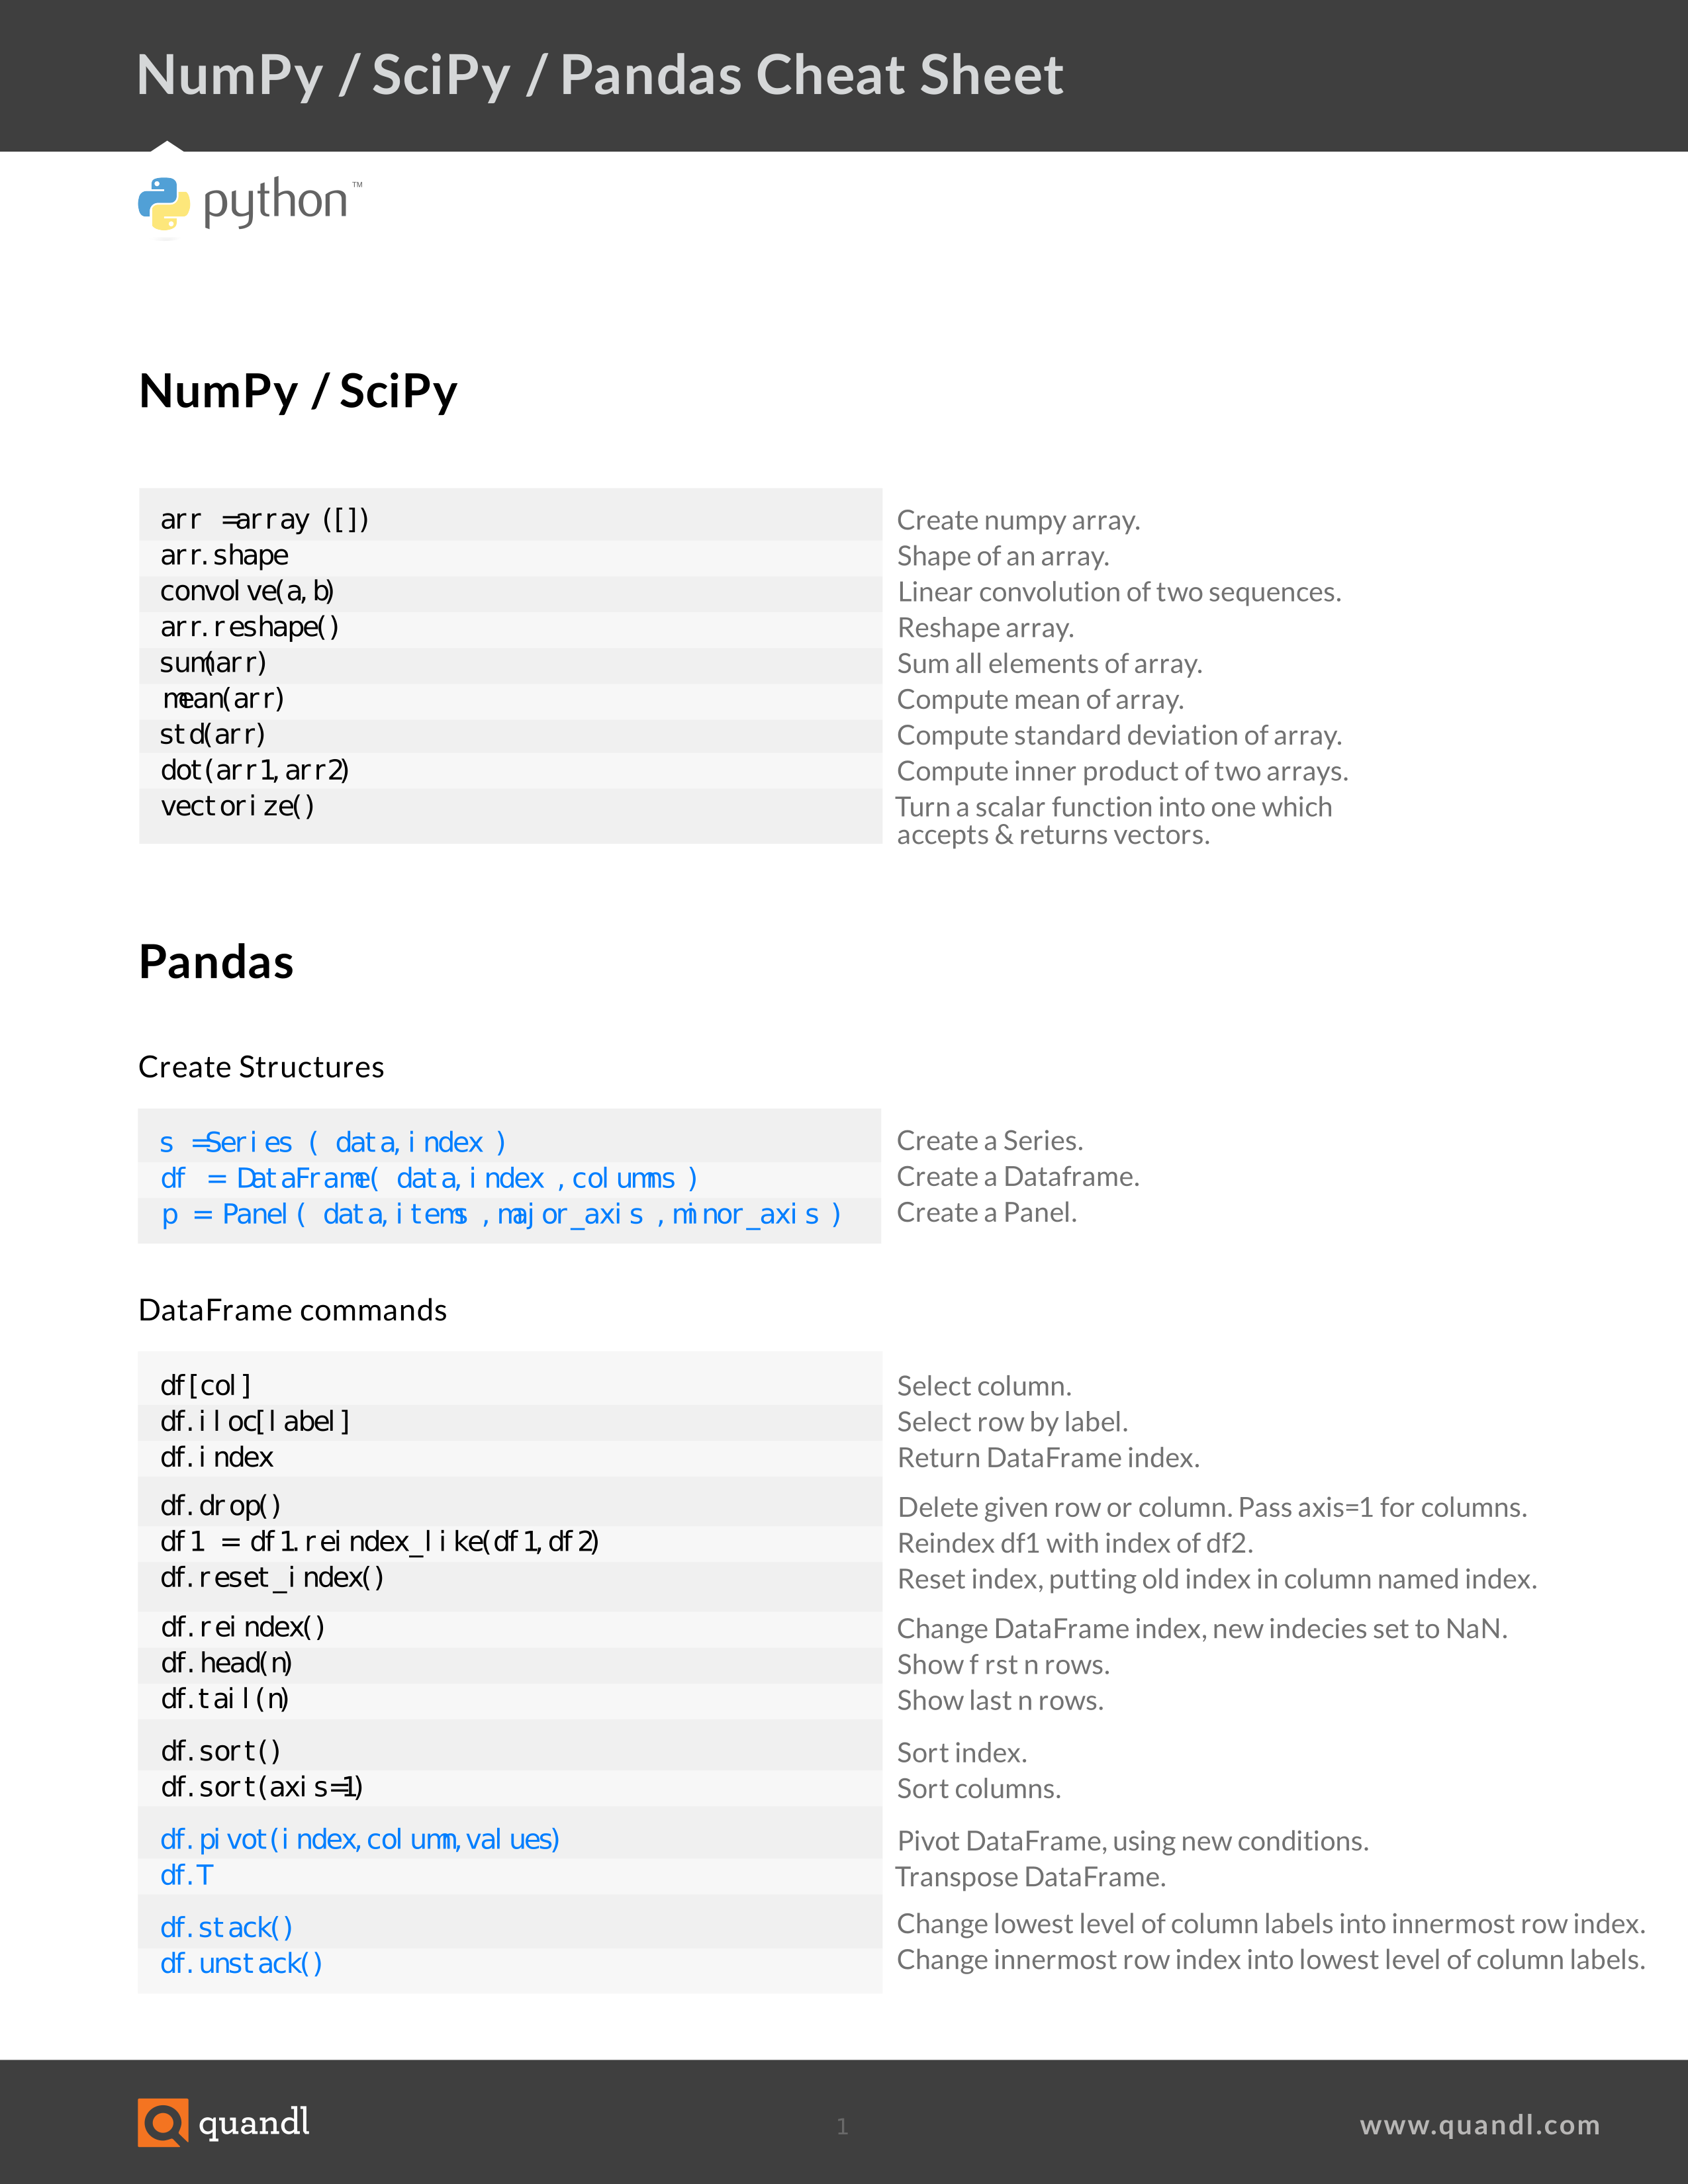 NumPy / SciPy / Pandas Cheat Sheet
python™
NumPy / SciPy
arr =array ([]) Create numpy array.
arr.shape Shape of an array.
convolve(a,b) Linear convolution of two sequences.
arr.reshape() Reshape array.
sum(arr) Sum all elements of array.
mean(arr) Compute mean of array.
std(arr) Compute standard deviation of array.
dot(arr1,arr2) Compute inner product of two arrays.
vectorize() Turn a scalar function into one which
accepts & returns vectors.
Pandas
Create Structures
s =Series ( data,index ) Create a Series.
df = DataFrame( data,index ,columns ) Create a Dataframe.
p = Panel( data,items ,major_axis ,minor_axis ) Create a Panel.
DataFrame commands
df[col] Select column.
df.iloc[label] Select row by label.
df.index Return DataFrame index.
df.drop() Delete given row or column. Pass axis=1 for columns.
df1 = df1.reindex_like(df1,df2) Reindex df1 with index of df2.
df.reset_index() Reset index, putting old index in column named index.
df.reindex() Change DataFrame index, new indecies set to NaN.
df.head(n) Show f rst n rows.
df.tail(n) Show last n rows.
df.sort() Sort index.
df.sort(axis=1) Sort columns.
df.pivot(index,column,values) Pivot DataFrame, using new conditions.
df.T Transpose DataFrame.
df.stack() Change lowest level of column labels into innermost row index.
df.unstack() Change innermost row index into lowest level of column labels.
quandl 1 www.quandl.com